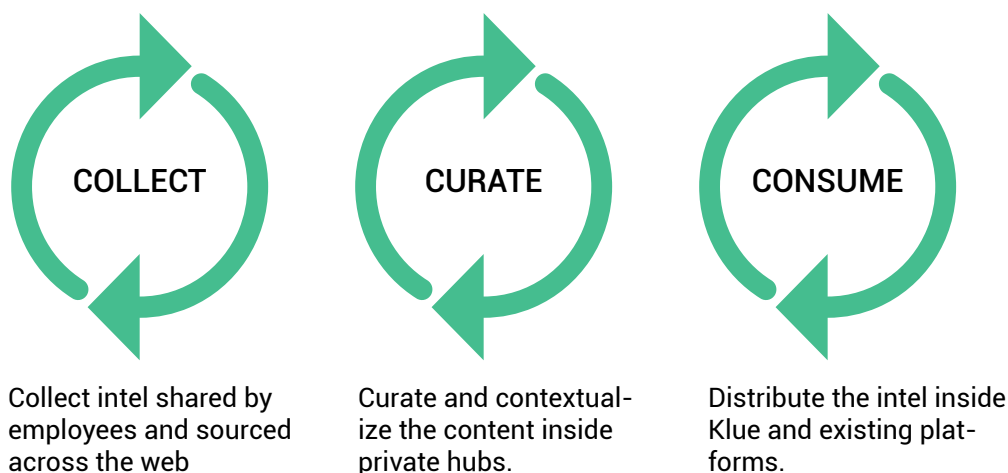 COLLECT
CURATE
CONSUME
Collect intel shared by
employees and sourced
across the web
Curate and contextual-
ize the content inside
private hubs.
Distribute the intel inside
Klue and existing plat-
forms.